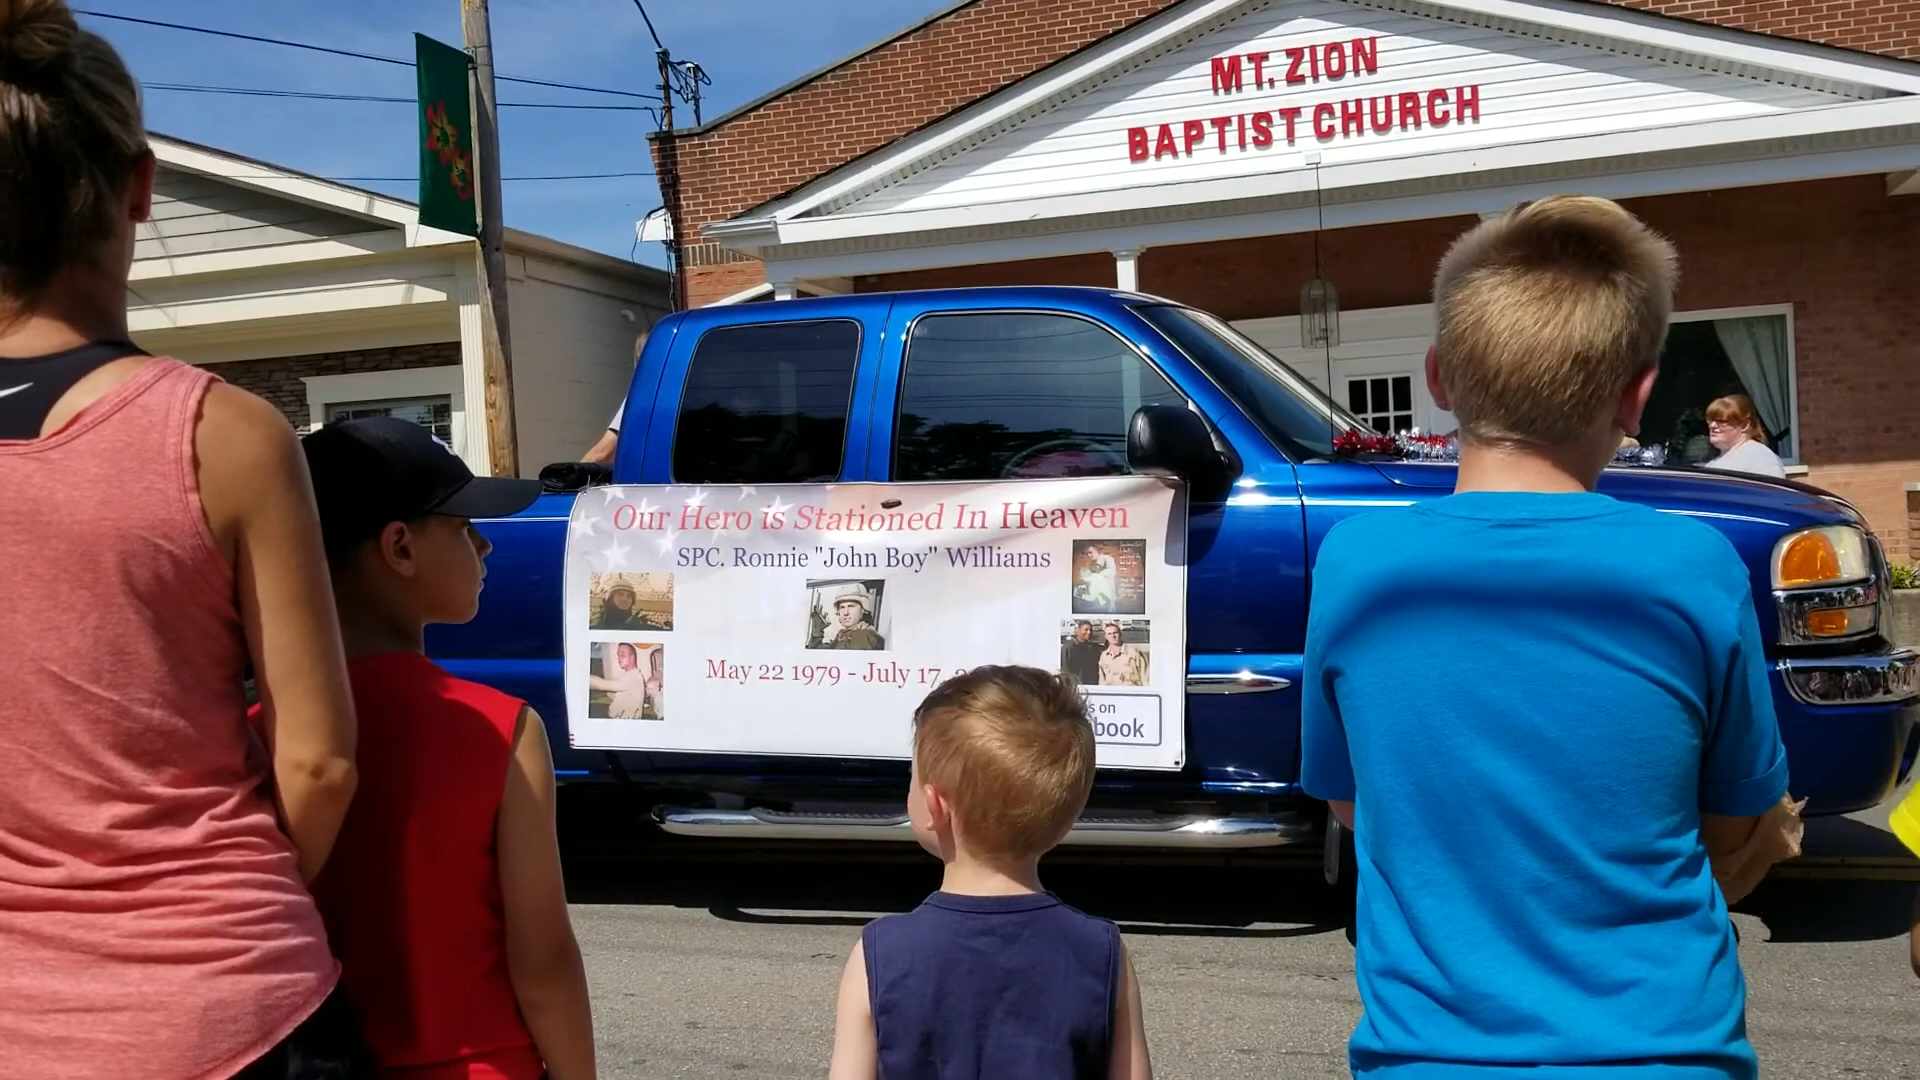 MT. ZION
BAPTIST CHURCH
Our Hero is Stationed In Heaven
SPC. Ronnie "John Boy" Williams
May 22 1979 - July 17,
s on
book